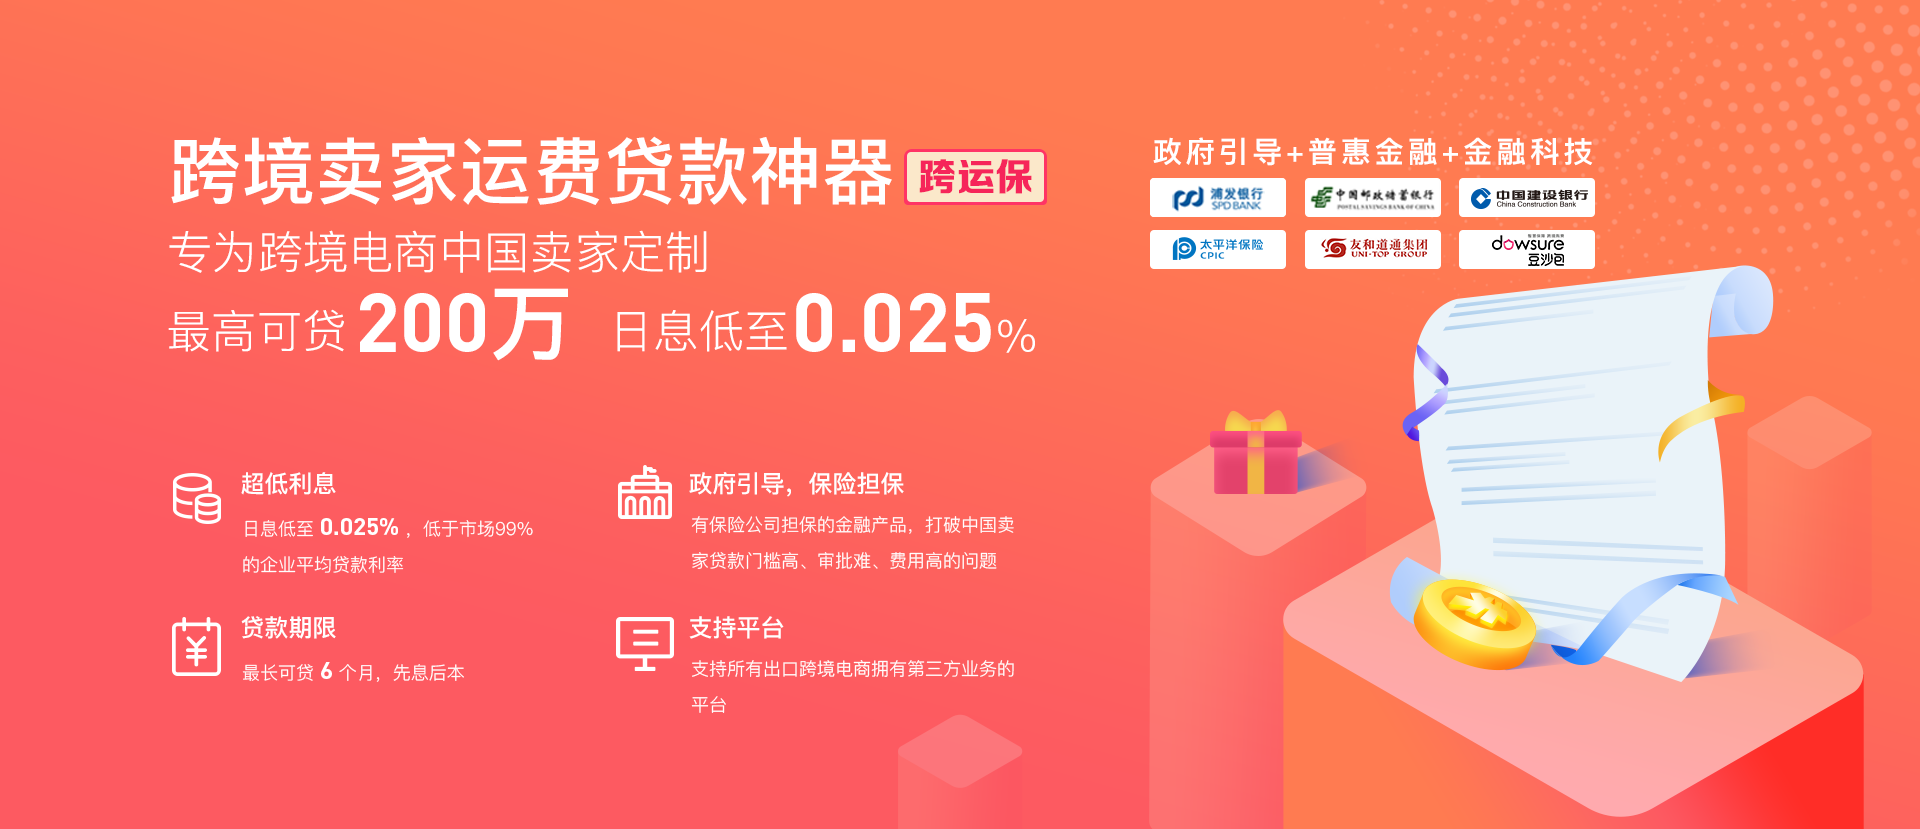 跨境卖家运费贷款神器 跨运保
专为跨境电商中国卖家定制
最高可贷200万 日息低至0.025%
超低利息
日息低至 0.025% ，低于市场99%
的企业平均贷款利率
政府引导，保险担保
有保险公司担保的金融产品，打破中国卖
家贷款门槛高、审批难、费用高的问题
贷款期限
最长可贷 6 个月，先息后本
支持平台
支持所有出口跨境电商拥有第三方业务的
平台
政府引导+普惠金融+金融科技
浦发银行
SPD BANK
中国邮政储蓄银行
POSTAL SAVINGS BANK OF CHINA
中国建设银行
China Construction Bank
太平洋保险
CPIC
友和道通集团
UNI-TOP GROUP
dowsure
豆沙包